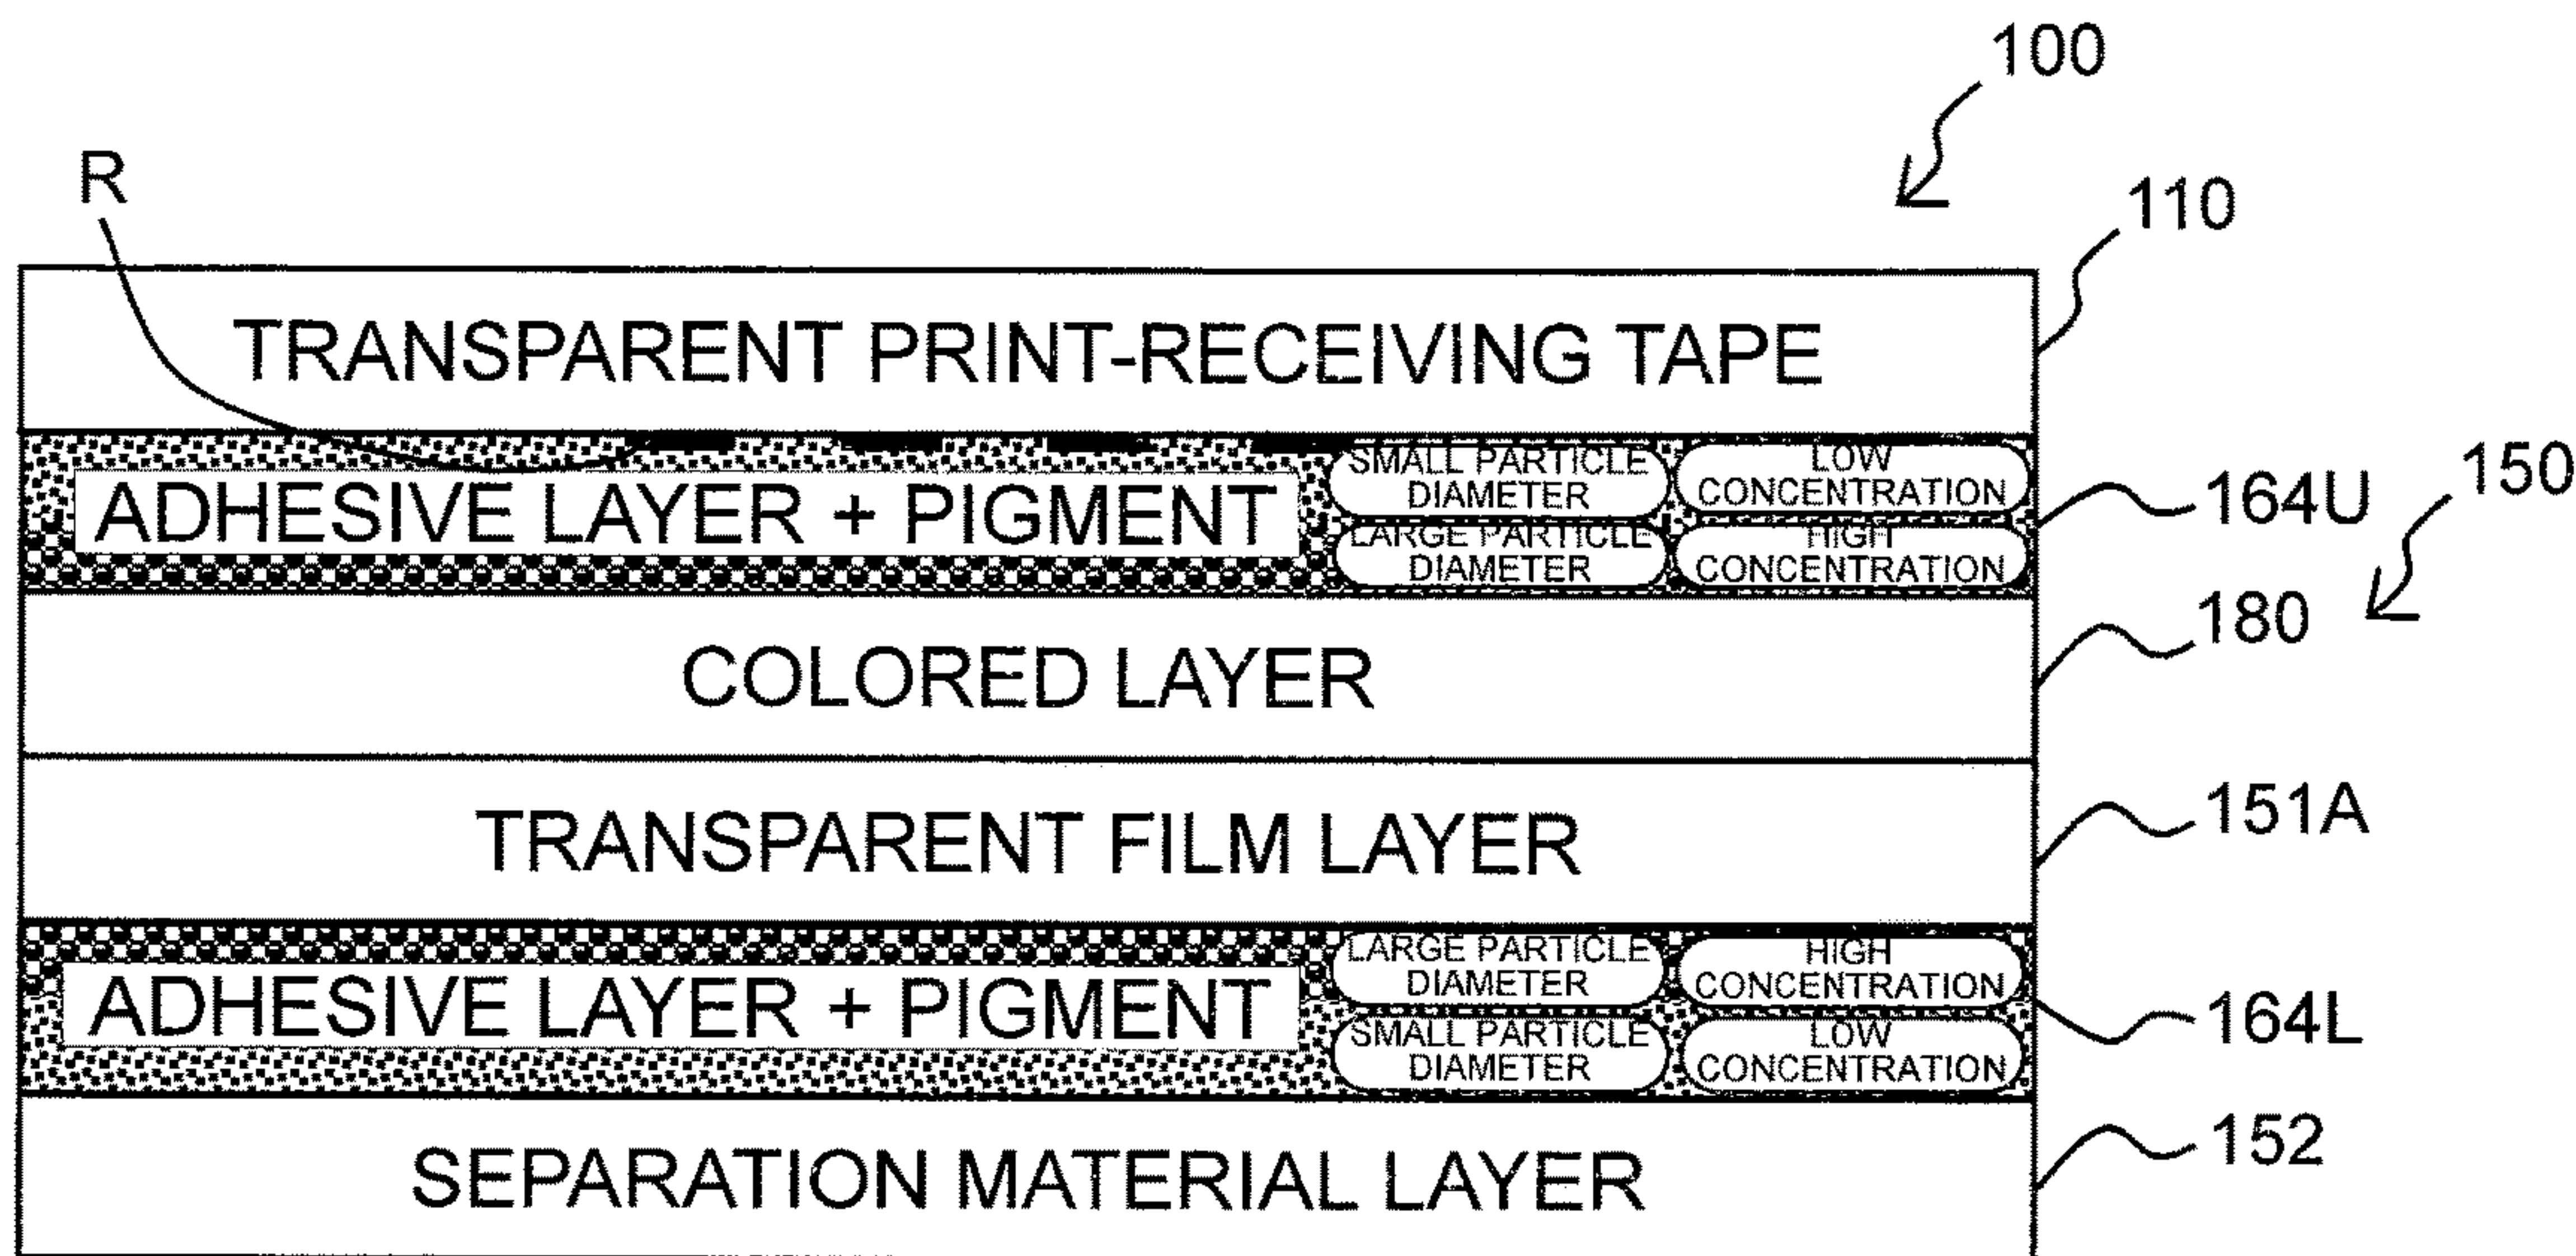 100
R
110
TRANSPARENT PRINT-RECEIVING TAPE
ADHESIVE LAYER + PIGMENT
SMALL PARTICLE
DIAMETER
LOW
CONCENTRATION
LARGE PARTICLE
DIAMETER
HIGH
CONCENTRATION
164U
150
COLORED LAYER
180
TRANSPARENT FILM LAYER
151A
ADHESIVE LAYER + PIGMENT
LARGE PARTICLE
DIAMETER
HIGH
CONCENTRATION
SMALL PARTICLE
DIAMETER
LOW
CONCENTRATION
164L
SEPARATION MATERIAL LAYER
152